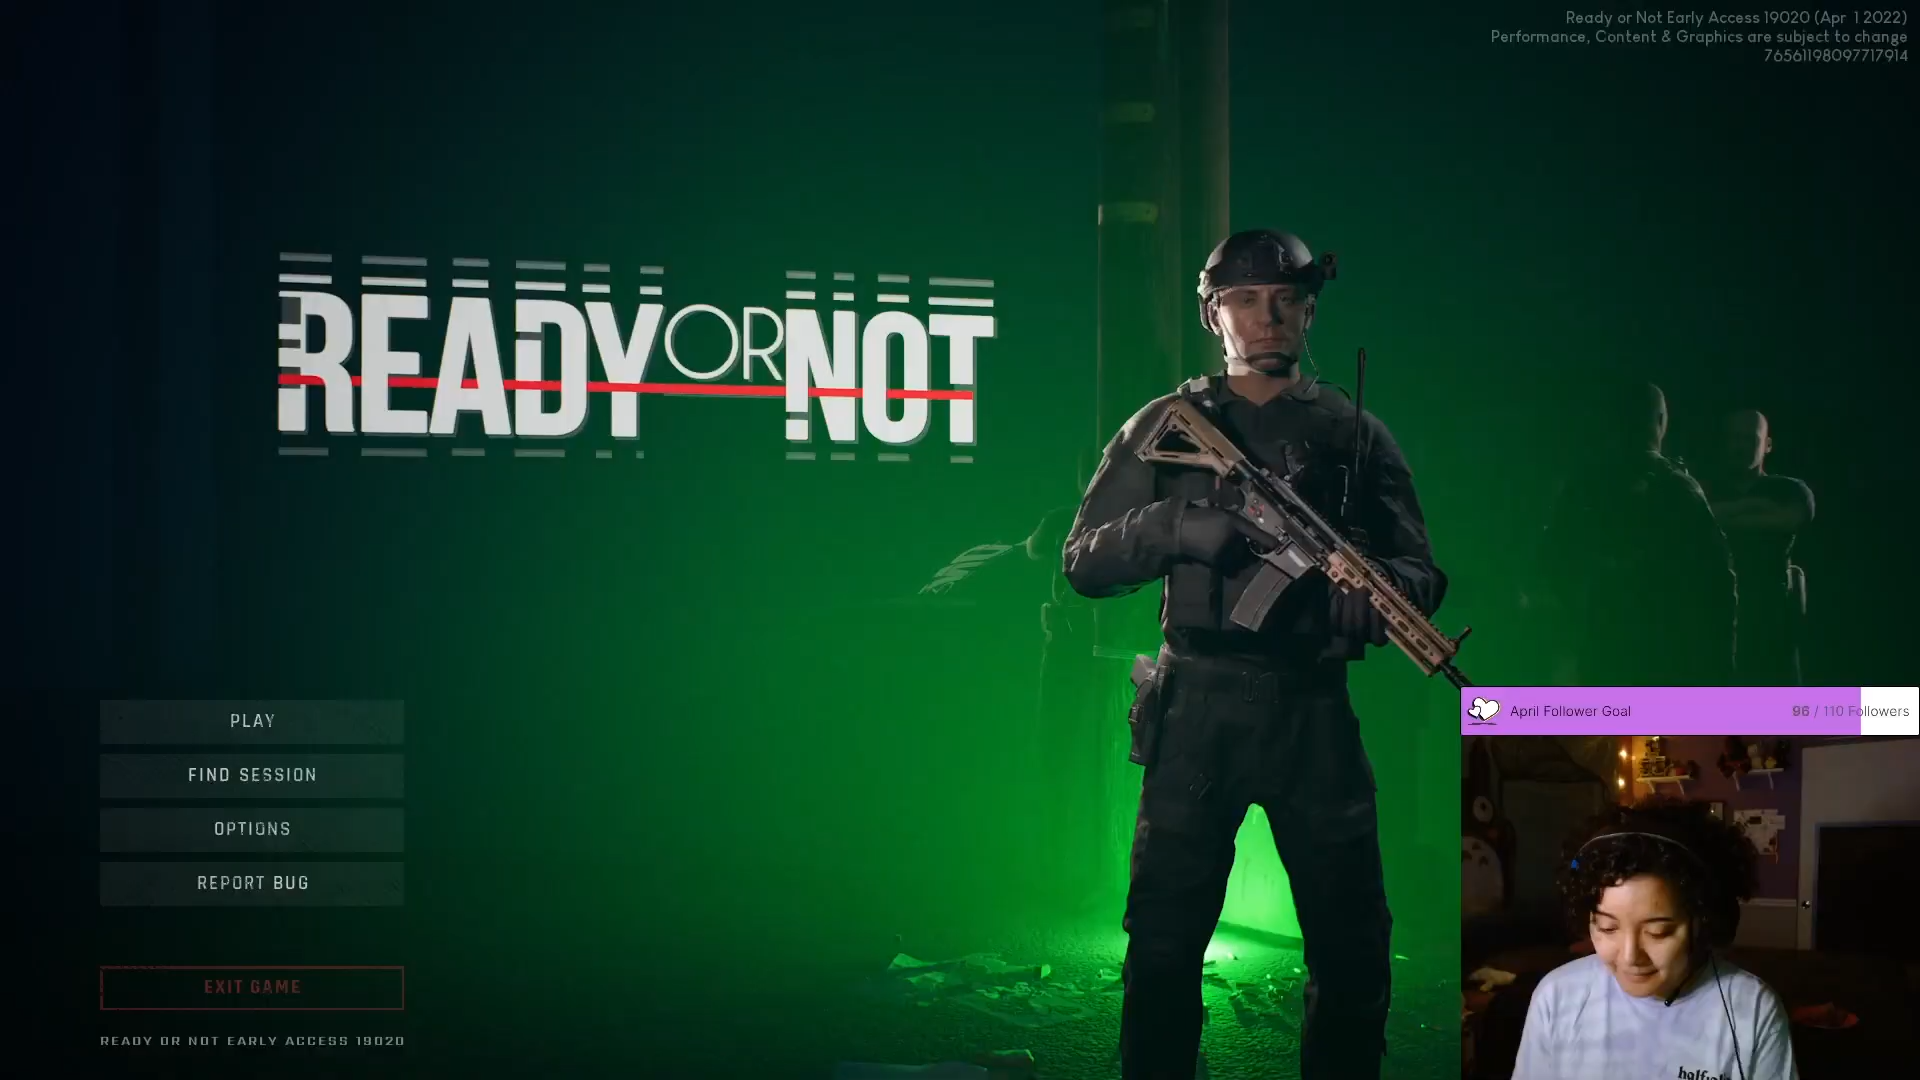 Ready or Not Early Access 19020 (Apr 1 2022)
Performance, Content & Graphics are subject to change
76561198097717914
READY OR NOT
PLAY
FIND SESSION
OPTIONS
REPORT BUG
EXIT GAME
READY OR NOT EARLY ACCESS 19020
April Follower Goal
96 / 110 Followers